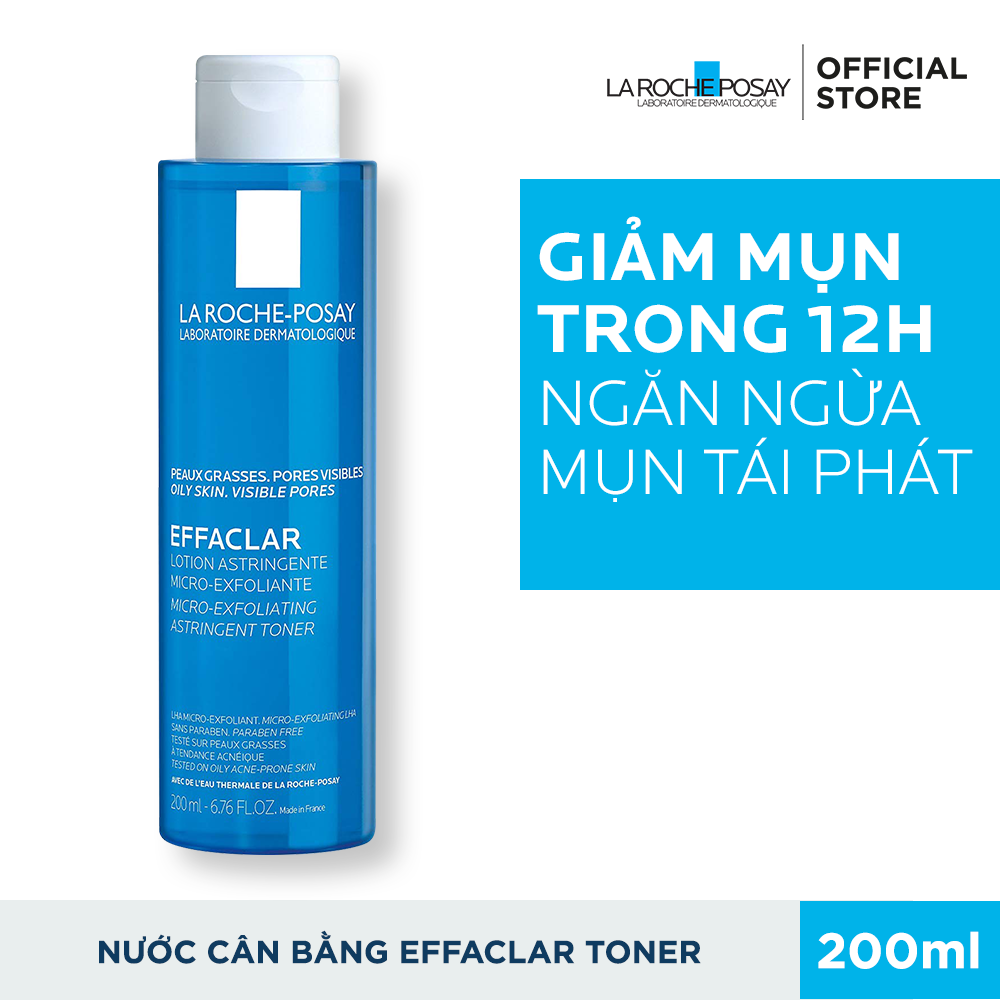 LA ROCHE POSAY
LABORATOIRE DERMATOLOGIQUE
OFFICIAL
STORE
LA ROCHE-POSAY
LABORATOIRE DERMATOLOGIQUE
PEAUX GRASSES. PORES VISIBLES
OILY SKIN. VISIBLE PORES
EFFACLAR
LOTION ASTRINGENTE
MICRO-EXFOLIANTE
MICRO-EXFOLIATING
ASTRINGENT TONER
LHA MICRO-EXFOLIANT. MICRO-EXFOLIATING LHA
SANS PARABEN. PARABEN FREE
TESTÉ SUR PEAUX GRASSES
À TENDANCE ACNÉIQUE
TESTED ON OILY ACNE-PRONE SKIN
AVEC DE L'EAU THERMALE DE LA ROCHE-POSAY
200 ml. - 6.76 FL.OZ. Made in France
GIẢM MỤN
TRONG 12H
NGĂN NGỪA
MỤN TÁI PHÁT
NƯỚC CÂN BẰNG EFFACLAR TONER
200ml